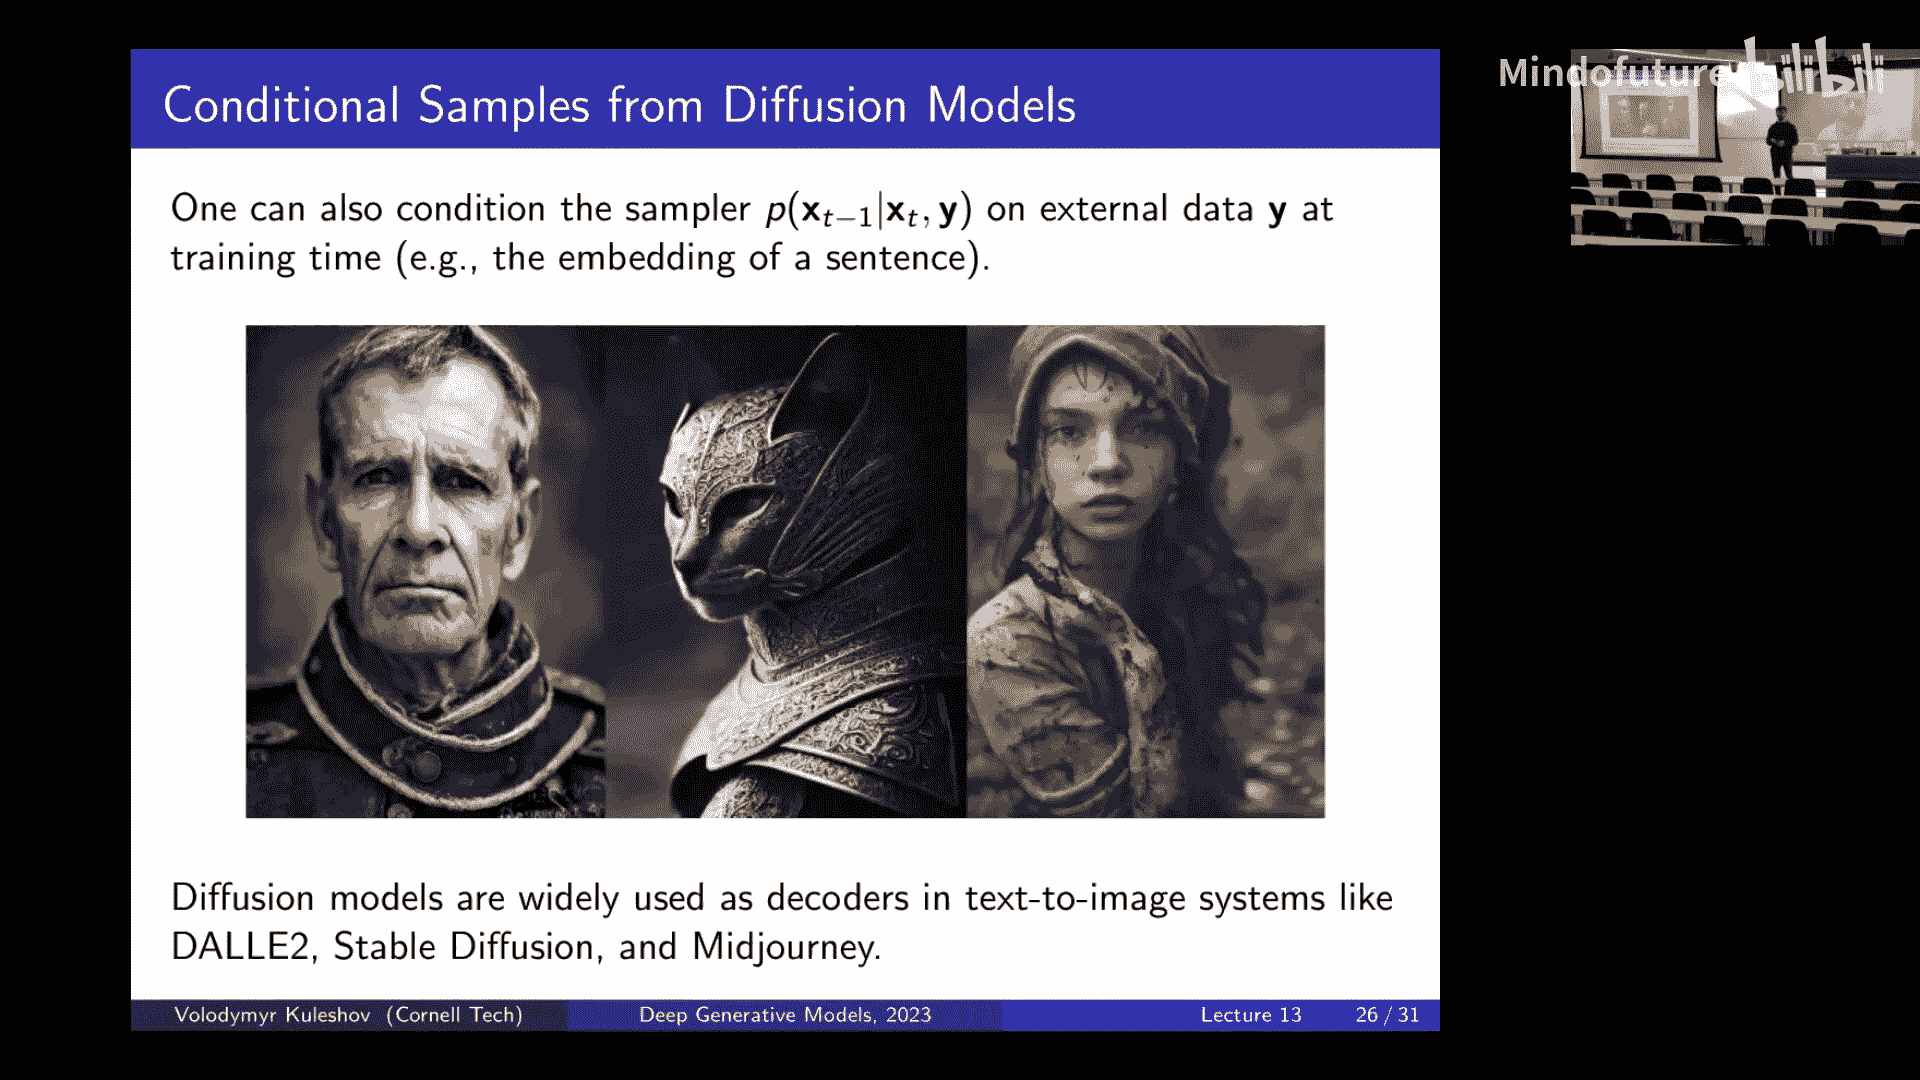 Conditional Samples from Diffusion Models
Mindofuture bilibili
One can also condition the sampler p(x_{t−1}|x_t, y) on external data y at
training time (e.g., the embedding of a sentence).
Diffusion models are widely used as decoders in text-to-image systems like
DALLE2, Stable Diffusion, and Midjourney.
Volodymyr Kuleshov (Cornell Tech) Deep Generative Models, 2023 Lecture 13 26 / 31